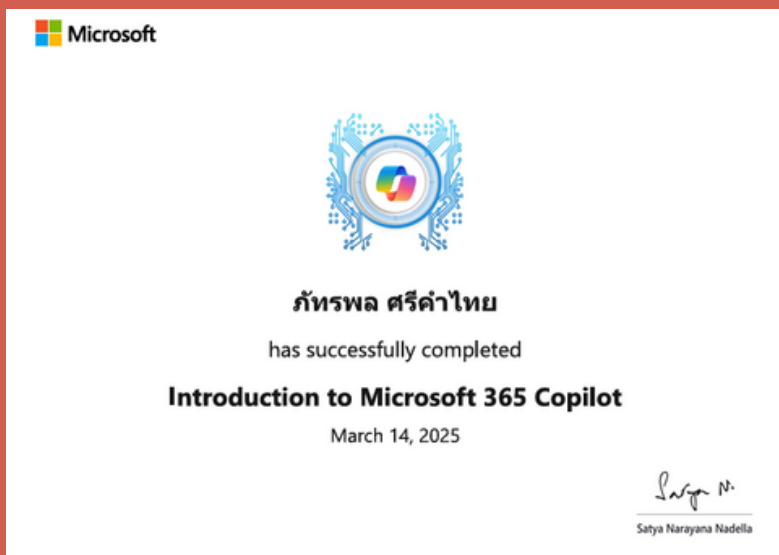 Microsoft
ภัทรพล ศรีคำไทย
has successfully completed
Introduction to Microsoft 365 Copilot
March 14, 2025
Satya N.
Satya Narayana Nadella